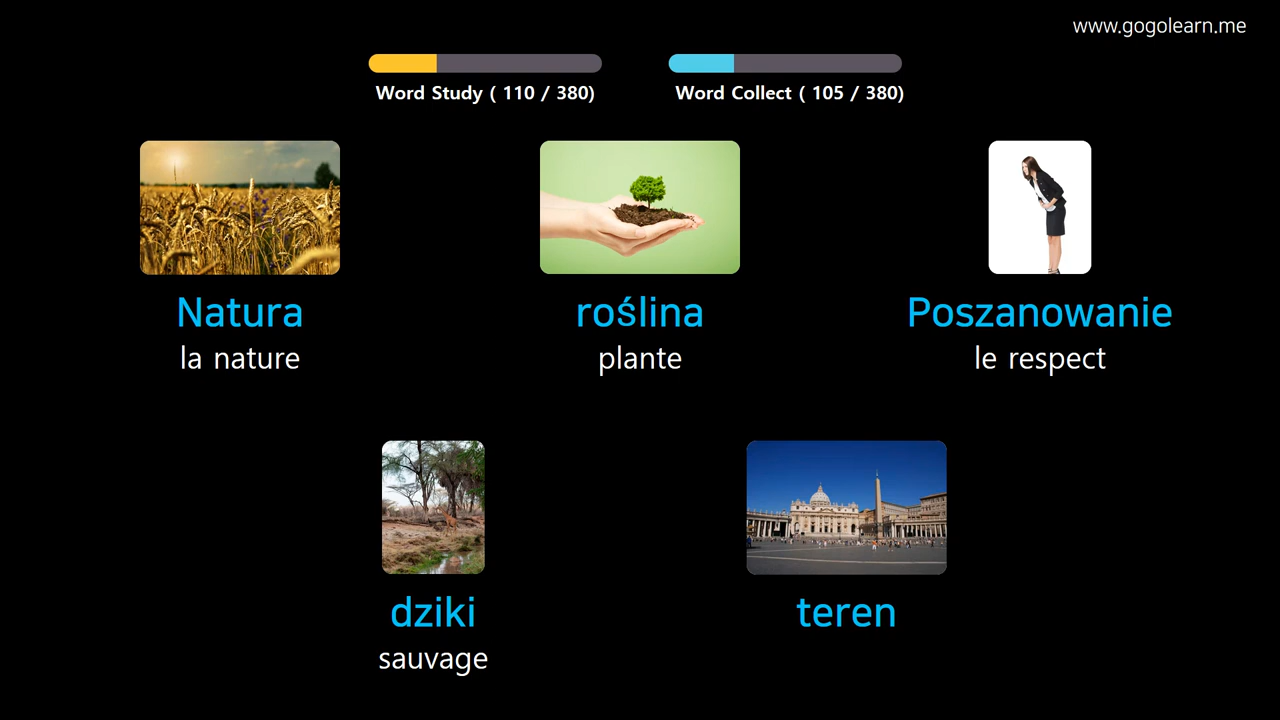 www.gogolearn.me
Word Study ( 110 / 380)
Word Collect ( 105 / 380)
Natura
la nature
roślina
plante
Poszanowanie
le respect
dziki
sauvage
teren